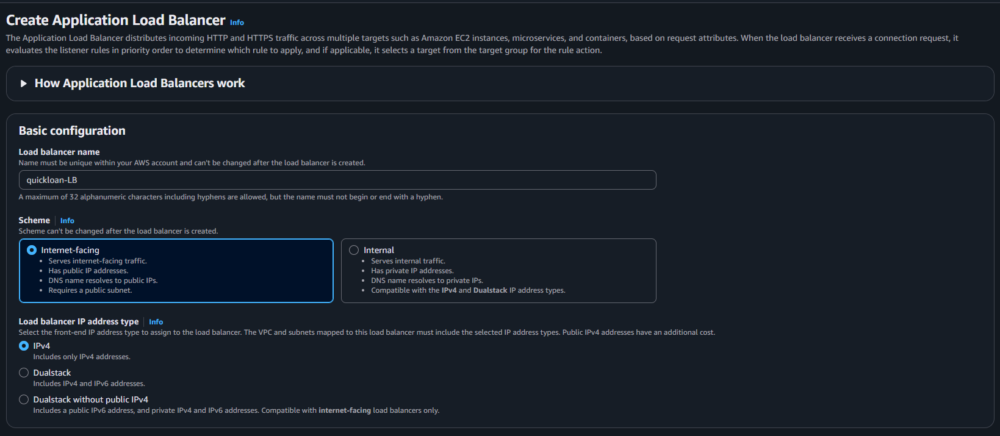 Create Application Load Balancer Info
The Application Load Balancer distributes incoming HTTP and HTTPS traffic across multiple targets such as Amazon EC2 instances, microservices, and containers, based on request attributes. When the load balancer receives a connection request, it
evaluates the listener rules in priority order to determine which rule to apply, and if applicable, it selects a target from the target group for the rule action.
How Application Load Balancers work
Basic configuration
Load balancer name
Name must be unique within your AWS account and can't be changed after the load balancer is created.
quickloan-LB
A maximum of 32 alphanumeric characters including hyphens are allowed, but the name must not begin or end with a hyphen.
Scheme Info
Scheme can't be changed after the load balancer is created.
Internet-facing
• Serves internet-facing traffic.
• Has public IP addresses.
• DNS name resolves to public IPs.
• Requires a public subnet.
Internal
• Serves internal traffic.
• Has private IP addresses.
• DNS name resolves to private IPs.
• Compatible with the IPv4 and Dualstack IP address types.
Load balancer IP address type Info
Select the front-end IP address type to assign to the load balancer. The VPC and subnets mapped to this load balancer must include the selected IP address types. Public IPv4 addresses have an additional cost.
IPv4
Includes only IPv4 addresses.
Dualstack
Includes IPv4 and IPv6 addresses.
Dualstack without public IPv4
Includes a public IPv6 address, and private IPv4 and IPv6 addresses. Compatible with internet-facing load balancers only.